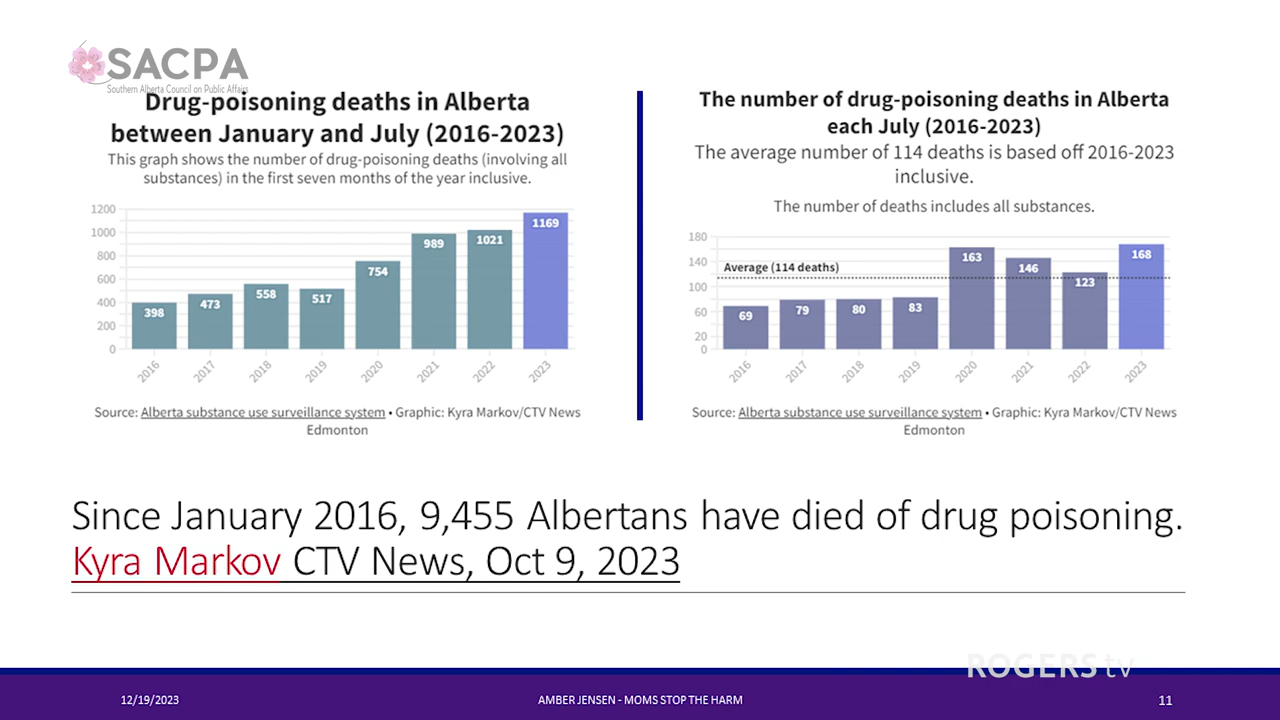 SACPA
Southern Alberta Council on Public Affairs
Drug-poisoning deaths in Alberta
between January and July (2016-2023)
This graph shows the number of drug-poisoning deaths (involving all
substances) in the first seven months of the year inclusive.
1200
1000
800
600
400
200
0
398
473
558
517
754
989
1021
1169
2016
2017
2018
2019
2020
2021
2022
2023
Source: Alberta substance use surveillance system • Graphic: Kyra Markov/CTV News
Edmonton
The number of drug-poisoning deaths in Alberta
each July (2016-2023)
The average number of 114 deaths is based off 2016-2023
inclusive.
The number of deaths includes all substances.
180
140
100
60
20
0
Average (114 deaths)
69
79
80
83
163
146
123
168
2016
2017
2018
2019
2020
2021
2022
2023
Source: Alberta substance use surveillance system • Graphic: Kyra Markov/CTV News
Edmonton
Since January 2016, 9,455 Albertans have died of drug poisoning.
Kyra Markov CTV News, Oct 9, 2023
ROGERS tv
12/19/2023
AMBER JENSEN - MOMS STOP THE HARM
11